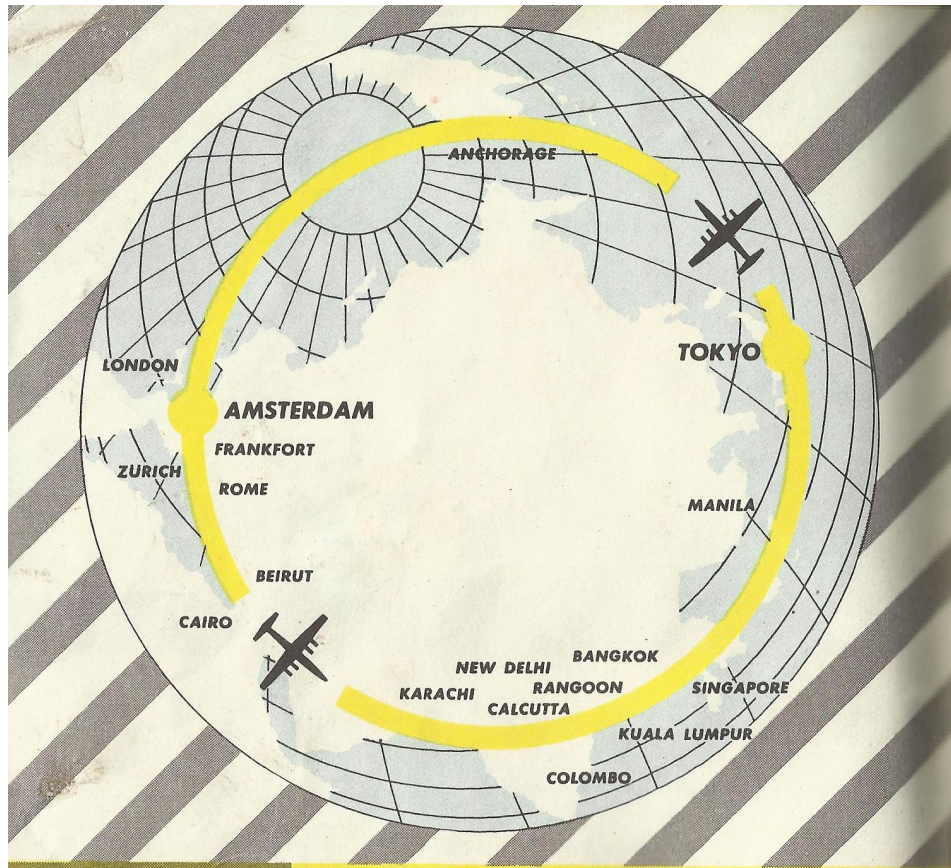 ANCHORAGE
LONDON
TOKYO
AMSTERDAM
FRANKFORT
ZÜRICH
ROME
MANILA
BEIRUT
CAIRO
BANGKOK
NEW DELHI
KARACHI
RANGOON
SINGAPORE
CALCUTTA
KUALA LUMPUR
COLOMBO